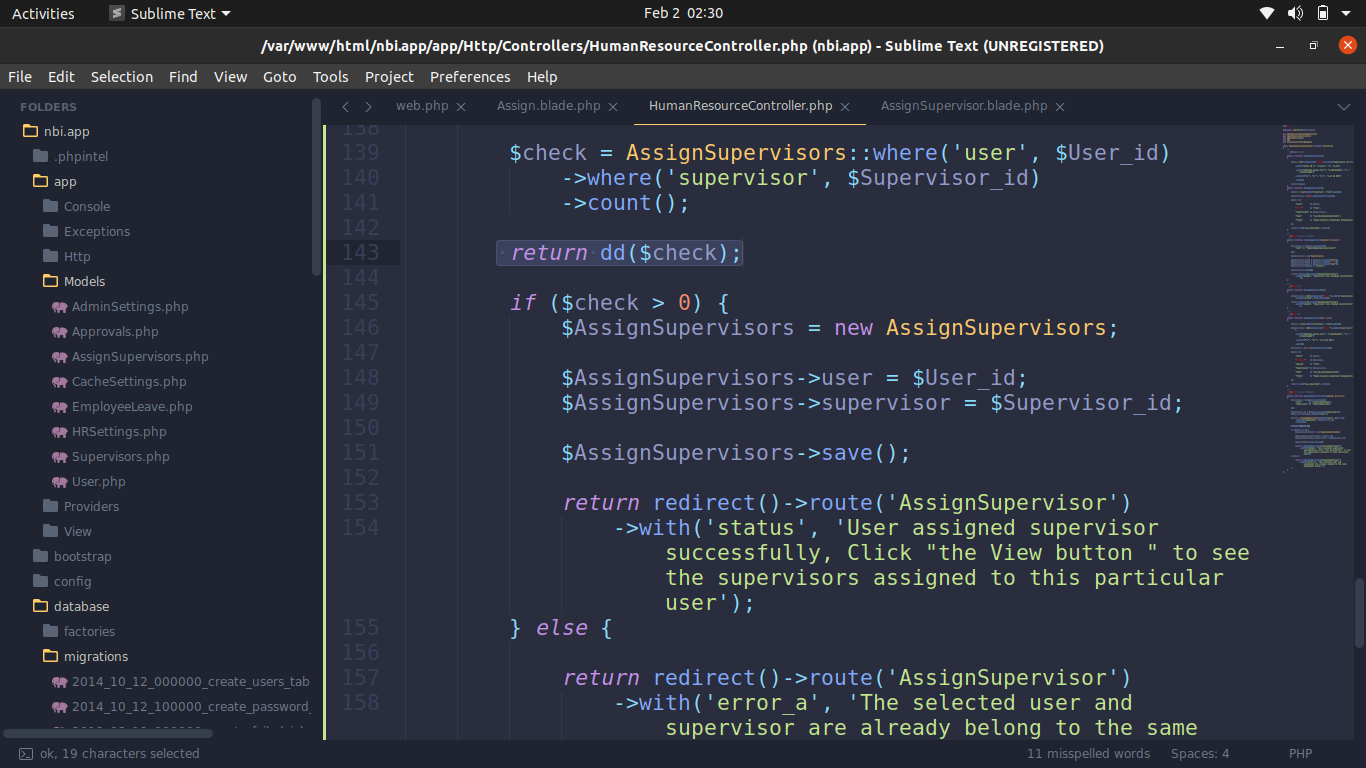 Activities Sublime Text Feb 2 02:30
/var/www/html/nbi.app/app/Http/Controllers/HumanResourceController.php (nbi.app) - Sublime Text (UNREGISTERED)
File Edit Selection Find View Goto Tools Project Preferences Help
FOLDERS
nbi.app
.phpintel
app
Console
Exceptions
Http
Models
AdminSettings.php
Approvals.php
AssignSupervisors.php
CacheSettings.php
EmployeeLeave.php
HRSettings.php
Supervisors.php
User.php
Providers
View
bootstrap
config
database
factories
migrations
2014_10_12_000000_create_users_tab
2014_10_12_100000_create_password_
web.php Assign.blade.php HumanResourceController.php AssignSupervisor.blade.php
138
139 $check = AssignSupervisors::where('user', $User_id)
140 ->where('supervisor', $Supervisor_id)
141 ->count();
142
143 return dd($check);
144
145 if ($check > 0) {
146 $AssignSupervisors = new AssignSupervisors;
147
148 $AssignSupervisors->user = $User_id;
149 $AssignSupervisors->supervisor = $Supervisor_id;
150
151 $AssignSupervisors->save();
152
153 return redirect()->route('AssignSupervisor')
154 ->with('status', 'User assigned supervisor
successfully, Click "the View button " to see
the supervisors assigned to this particular
user');
155 } else {
156
157 return redirect()->route('AssignSupervisor')
158 ->with('error_a', 'The selected user and
supervisor are already belong to the same
ok, 19 characters selected 11 misspelled words Spaces: 4 PHP